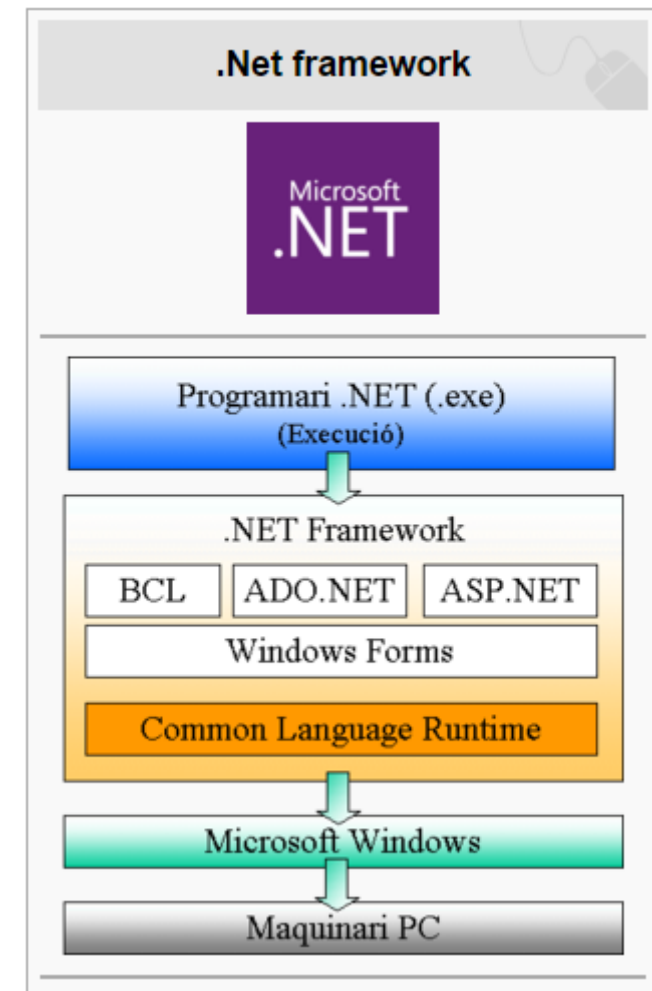 .Net framework
Microsoft
.NET
Programari .NET (.exe)
(Execució)
.NET Framework
BCL ADO.NET ASP.NET
Windows Forms
Common Language Runtime
Microsoft Windows
Maquinari PC